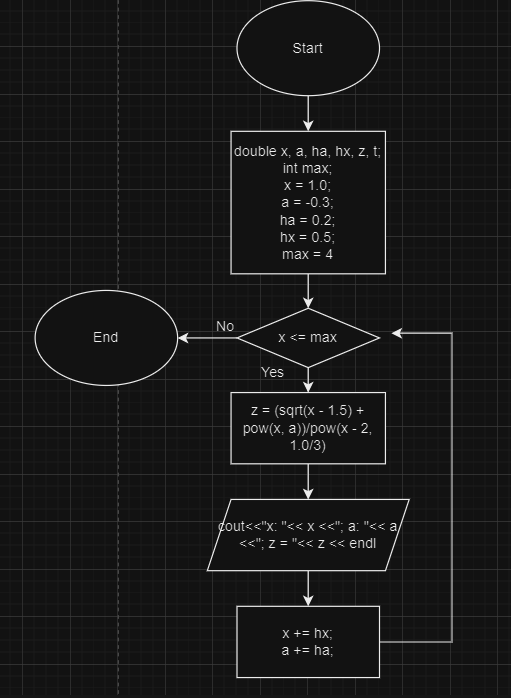 Start
double x, a, ha, hx, z, t;
int max;
x = 1.0;
a = -0.3;
ha = 0.2;
hx = 0.5;
max = 4
x <= max
No
End
Yes
z = (sqrt(x - 1.5) +
pow(x, a))/pow(x - 2,
1.0/3)
cout<<"x: "<< x <<"; a: "<< a
<<"; z = "<< z << endl
x += hx;
a += ha;